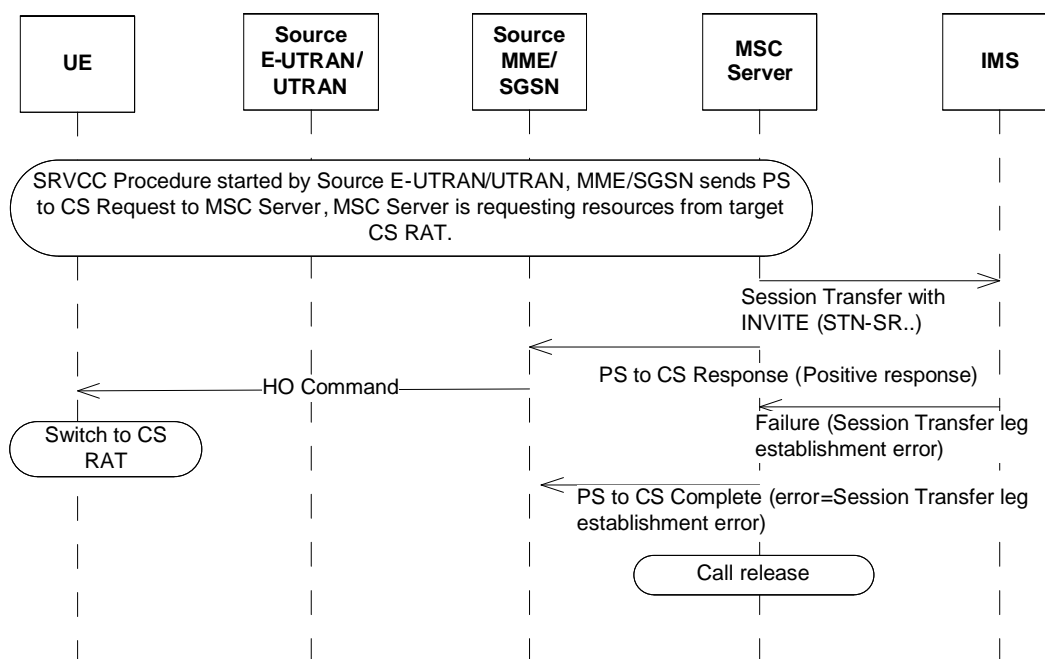 UE
Source
E-UTRAN/
UTRAN
Source
MME/
SGSN
MSC
Server
IMS
SRVCC Procedure started by Source E-UTRAN/UTRAN, MME/SGSN sends PS
to CS Request to MSC Server, MSC Server is requesting resources from target
CS RAT.
Session Transfer with
INVITE (STN-SR..)
PS to CS Response (Positive response)
HO Command
Failure (Session Transfer leg
establishment error)
Switch to CS
RAT
PS to CS Complete (error=Session Transfer leg
establishment error)
Call release